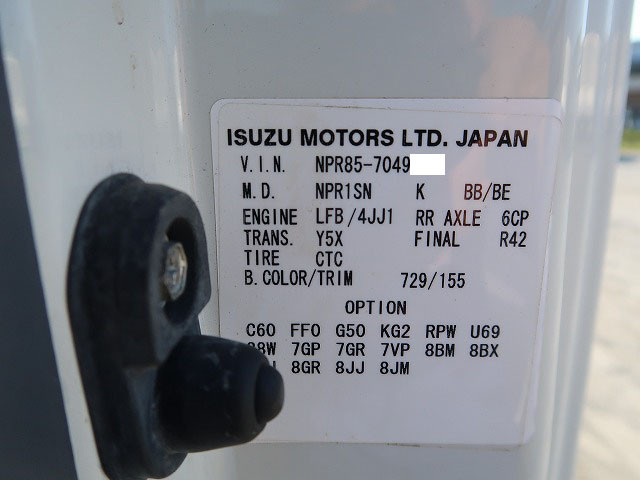 ISUZU MOTORS LTD. JAPAN
V.I.N. NPR85-7049
M.D. NPR1SN K BB/BE
ENGINE LFB/4JJ1 RR AXLE 6CP
TRANS. Y5X FINAL R42
TIRE CTC
B.COLOR/TRIM 729/155
OPTION
C60 FF0 G50 KG2 RPW U69
7GP 7GR 7VP 8BM 8BX
8GR 8JJ 8JM